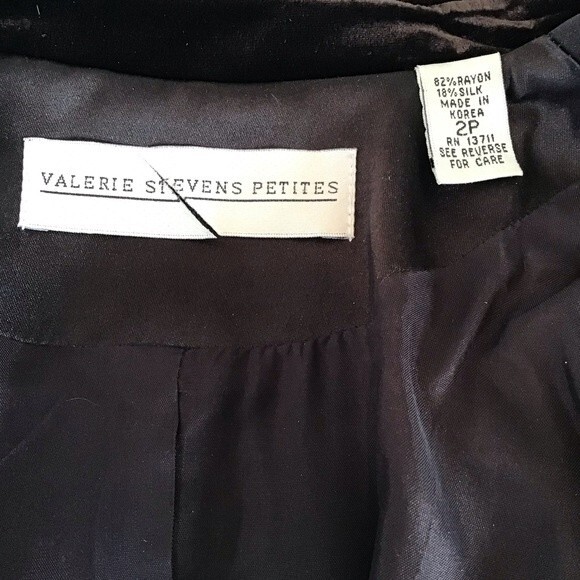 VALERIE STEVENS PETITES
82% RAYON
18% SILK
MADE IN
KOREA
2P
RN 13711
SEE REVERSE
FOR CARE